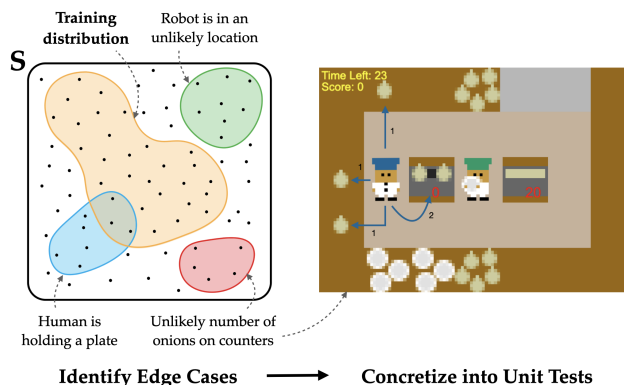 Training
distribution
Robot is in an
unlikely location
S
Time Left: 23
Score: 0
1
1
1
2
0
20
Human is
holding a plate
Unlikely number of
onions on counters
Identify Edge Cases
Concretize into Unit Tests